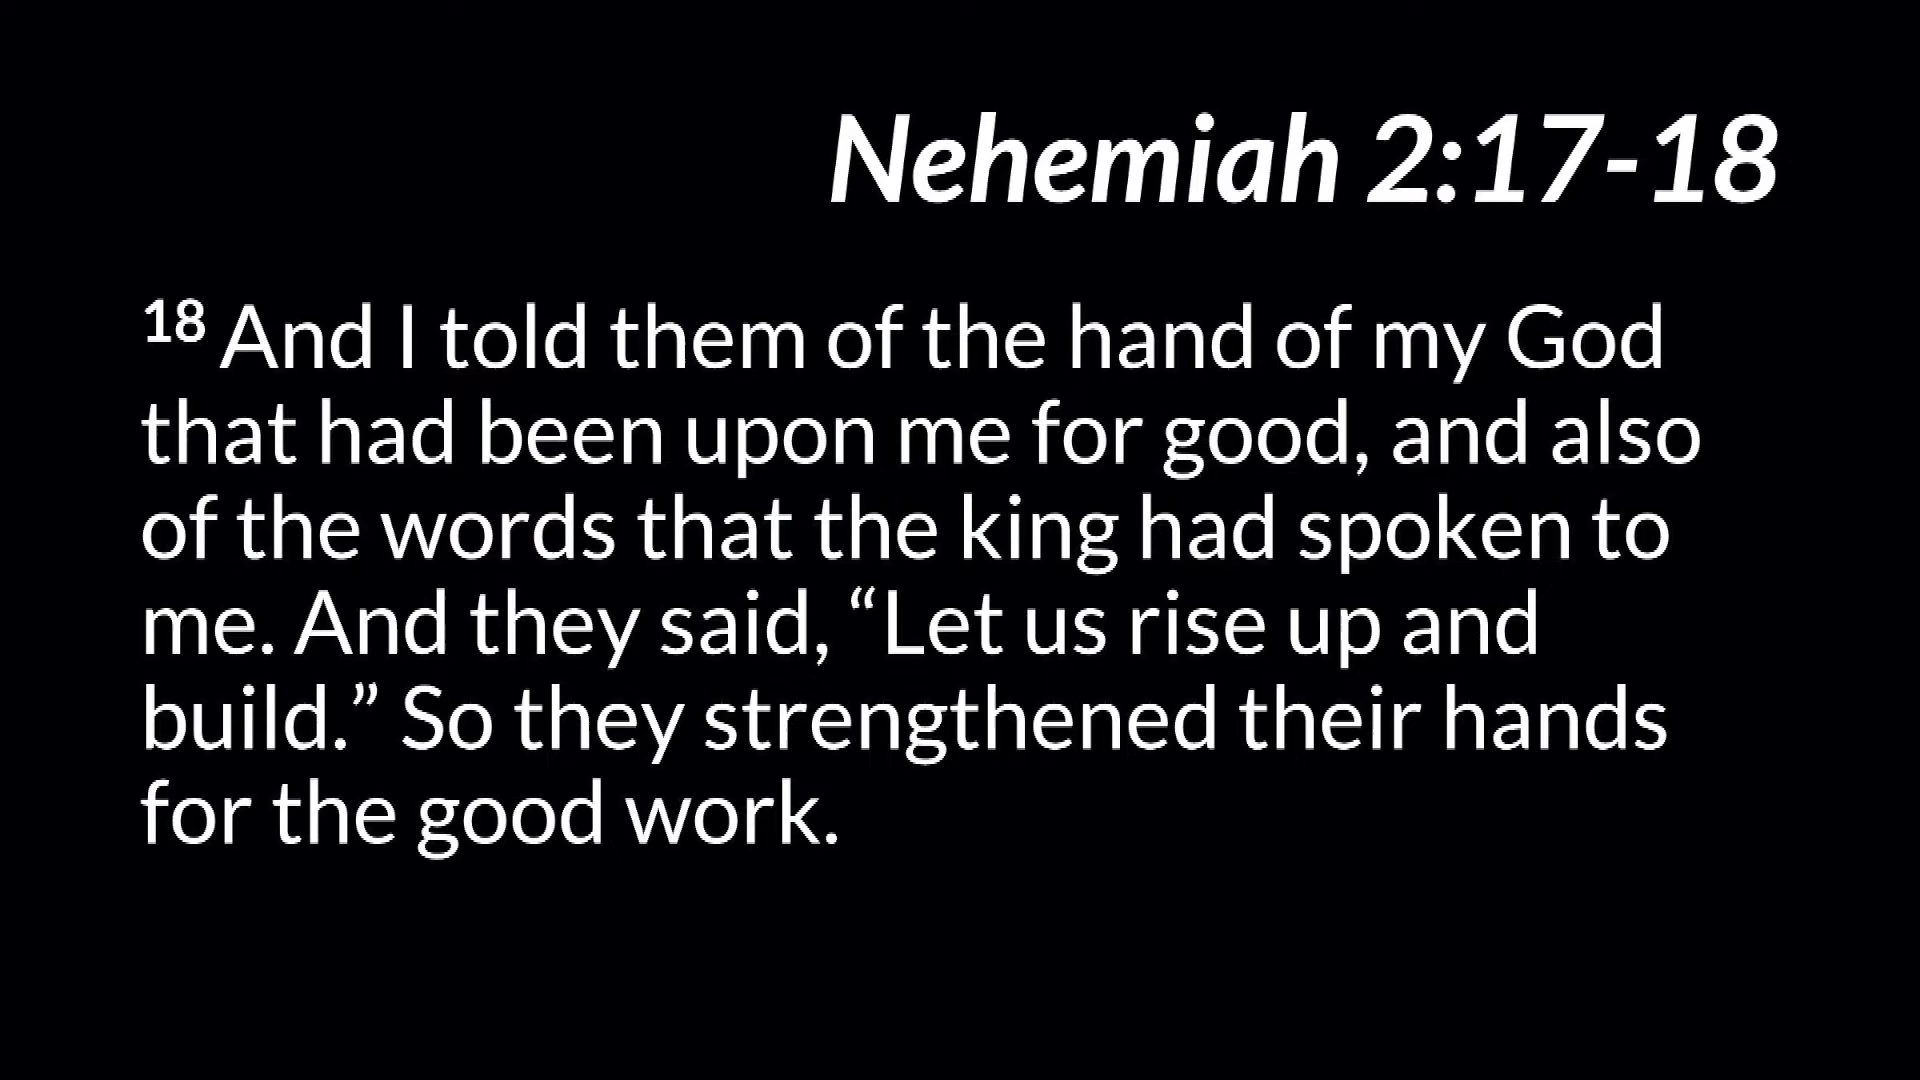 Nehemiah 2:17-18
18 And I told them of the hand of my God
that had been upon me for good, and also
of the words that the king had spoken to
me. And they said, “Let us rise up and
build.” So they strengthened their hands
for the good work.